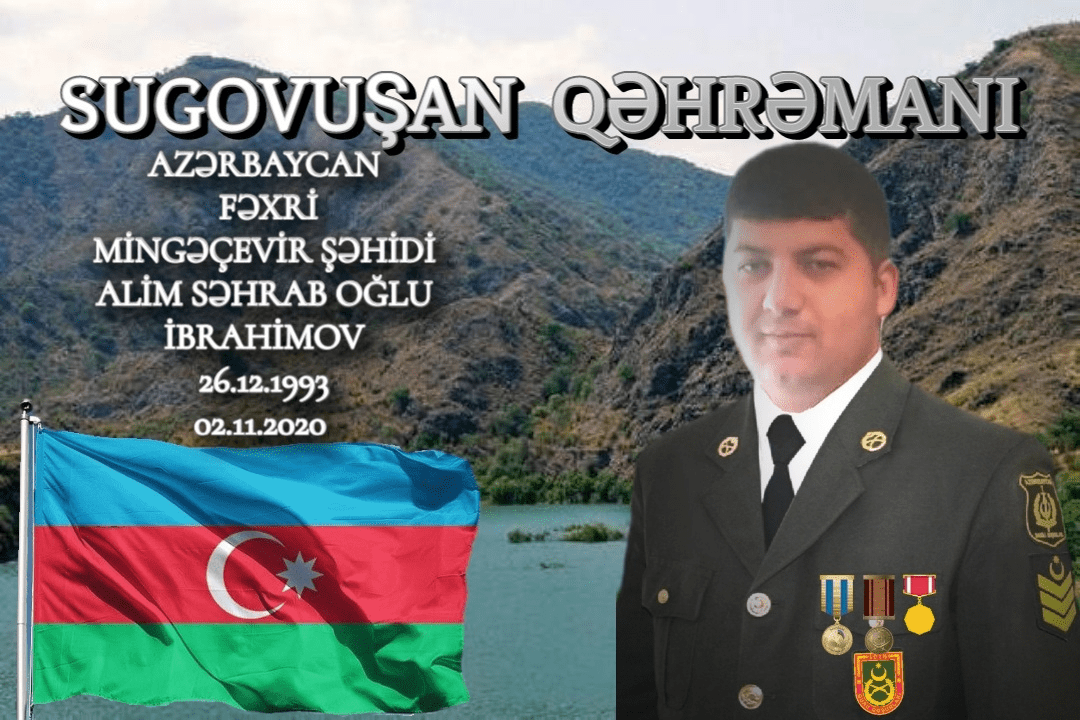 SUGOVUŞAN QƏHRƏMANI
AZƏRBAYCAN
FƏXRİ
MİNGƏÇEVİR ŞƏHİDİ
ALİM SƏHRAB OĞLU
İBRAHİMOV
26.12.1993
02.11.2020